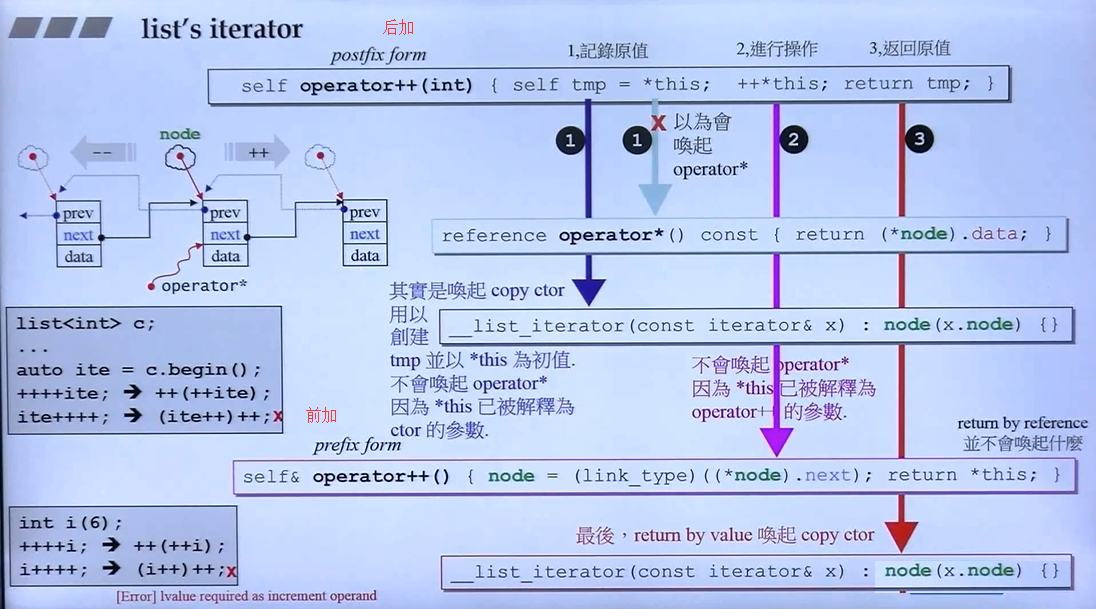 list's iterator
后加
postfix form
1,記錄原值
2,進行操作
3,返回原值
self operator++(int) { self tmp = *this; ++*this; return tmp; }
1
1
x 以為會
喚起
operator*
2
3
node
--
++
prev
next
data
prev
next
data
prev
next
data
operator*
reference operator*() const { return (*node).data; }
其實是喚起 copy ctor
用以
創建
tmp 並以 *this 為初值.
不會喚起 operator*
因為 *this 已被解釋為
ctor 的參數.
__list_iterator(const iterator& x) : node(x.node) {}
不會喚起 operator*
因為 *this 已被解釋為
operator++ 的參數.
list<int> c;
...
auto ite = c.begin();
++++ite; ➔ ++(++ite);
ite++++; ➔ (ite++)++;x
前加
prefix form
return by reference
並不會喚起什麼
self& operator++() { node = (link_type)((*node).next); return *this; }
int i(6);
++++i; ➔ ++(++i);
i++++; ➔ (i++)++;x
[Error] lvalue required as increment operand
最後，return by value 喚起 copy ctor
__list_iterator(const iterator& x) : node(x.node) {}